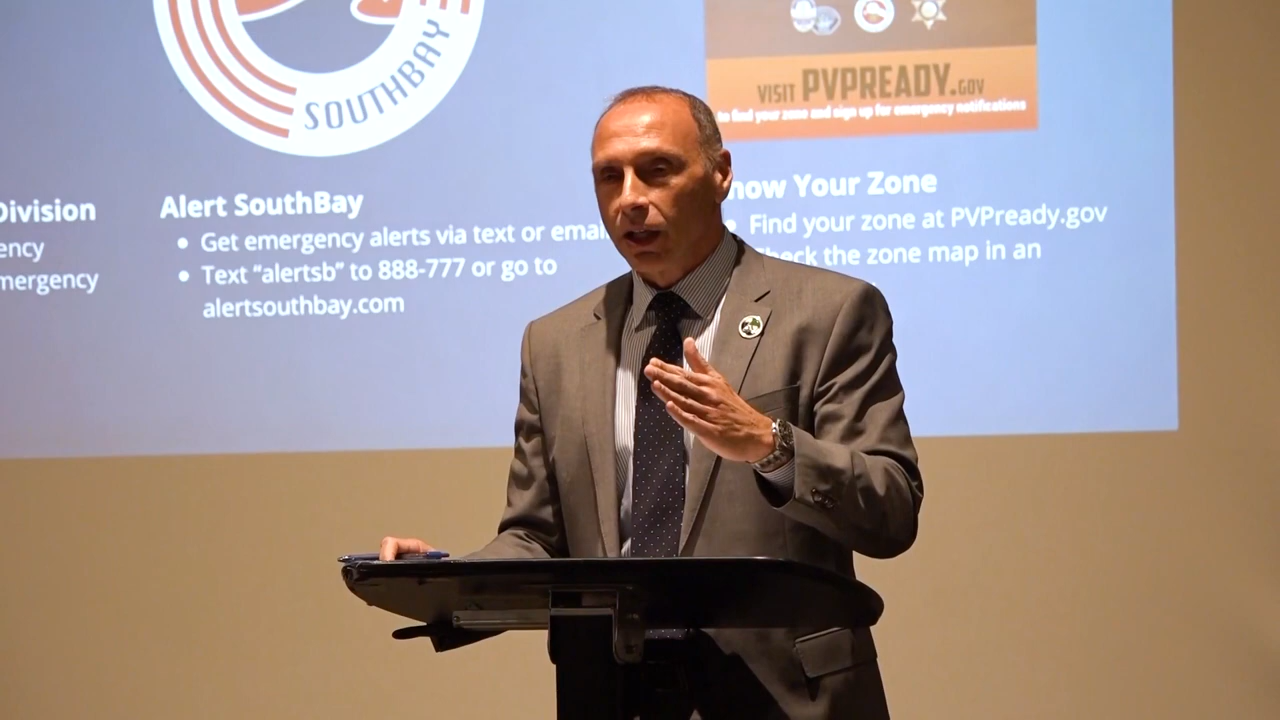 SOUTHBAY
VISIT PVPREADY.GOV
to find your zone and sign up for emergency notifications
Division
ency
mergency
Alert SouthBay
• Get emergency alerts via text or email
• Text “alertsb” to 888-777 or go to
alertsouthbay.com
now Your Zone
• Find your zone at PVPready.gov
heck the zone map in an